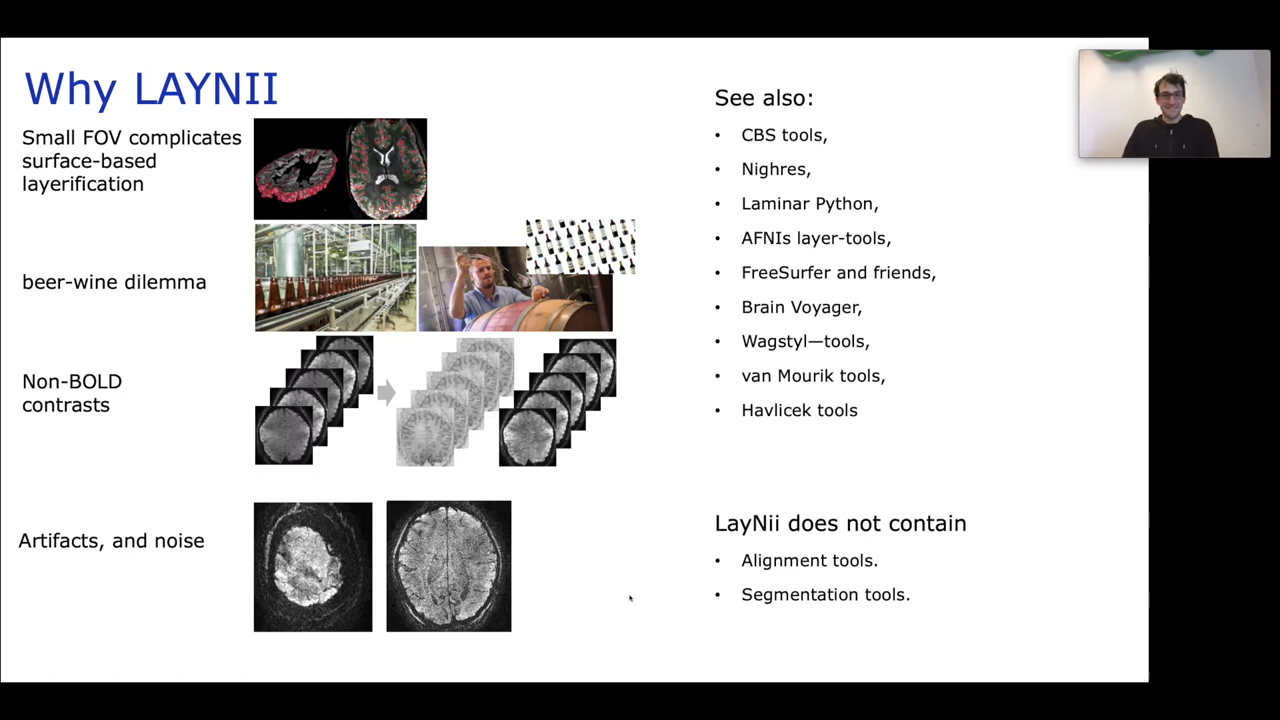 Why LAYNII
Small FOV complicates
surface-based
layerification
beer-wine dilemma
Non-BOLD
contrasts
Artifacts, and noise
See also:
• CBS tools,
• Nighres,
• Laminar Python,
• AFNIs layer-tools,
• FreeSurfer and friends,
• Brain Voyager,
• Wagstyl—tools,
• van Mourik tools,
• Havlicek tools
LayNii does not contain
• Alignment tools.
• Segmentation tools.